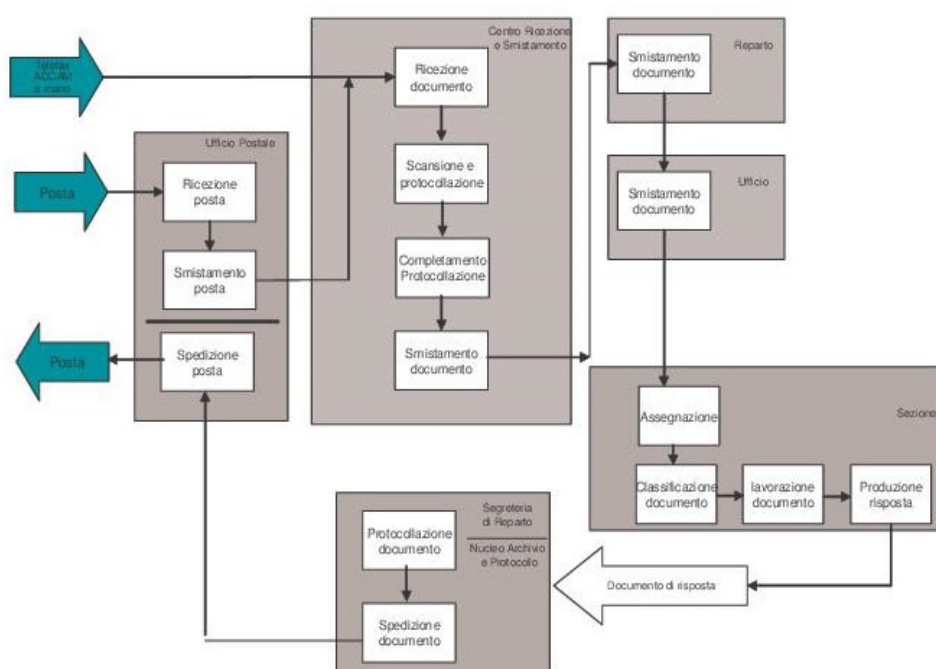 Telefax
ACCAM
a mano
Posta
Posta
Ufficio Postale
Ricezione
posta
Smistamento
posta
Spedizione
posta
Centro Ricezione
e Smistamento
Ricezione
documento
Scansione e
protocollazione
Completamento
Protocollazione
Smistamento
documento
Reparto
Smistamento
documento
Ufficio
Smistamento
documento
Sezione
Assegnazione
Classificazione
documento
lavorazione
documento
Produzione
risposta
Documento di risposta
Segreteria
di Reparto
Nucleo Archivio
e Protocollo
Protocollazione
documento
Spedizione
documento